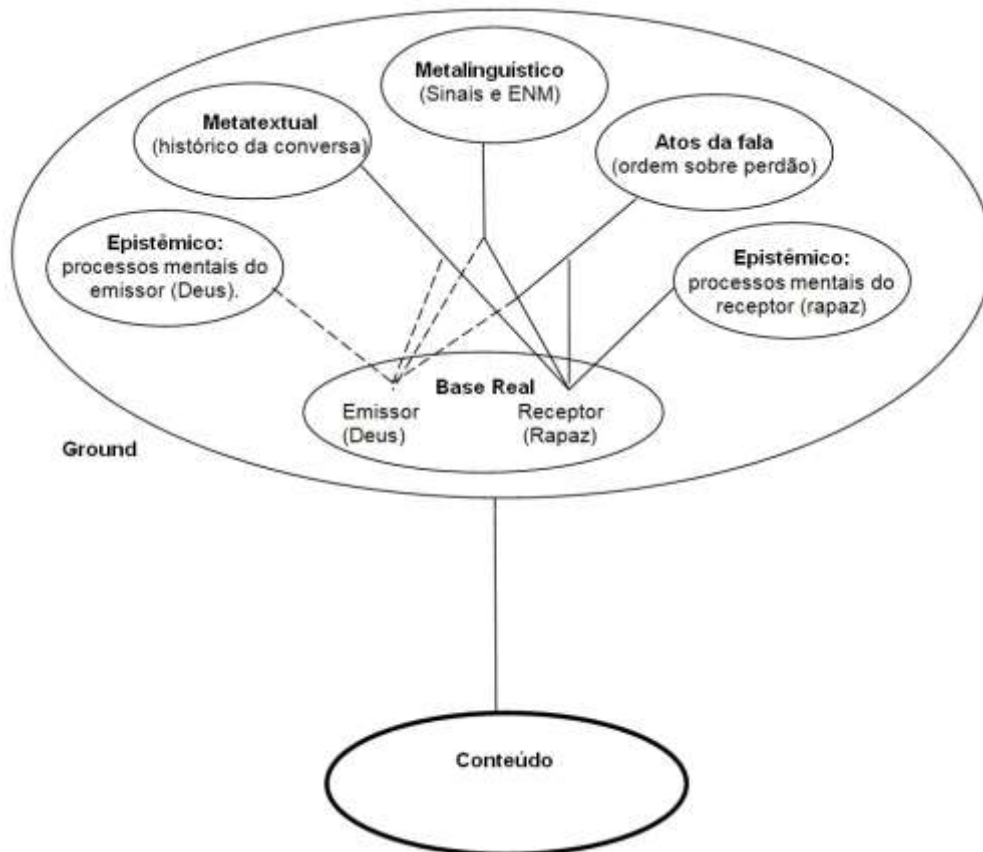 Metalinguístico
(Sinais e ENM)
Metatextual
(histórico da conversa)
Atos da fala
(ordem sobre perdão)
Epistêmico:
processos mentais do
emissor (Deus).
Epistêmico:
processos mentais do
receptor (rapaz)
Base Real
Emissor
(Deus)
Receptor
(Rapaz)
Ground
Conteúdo